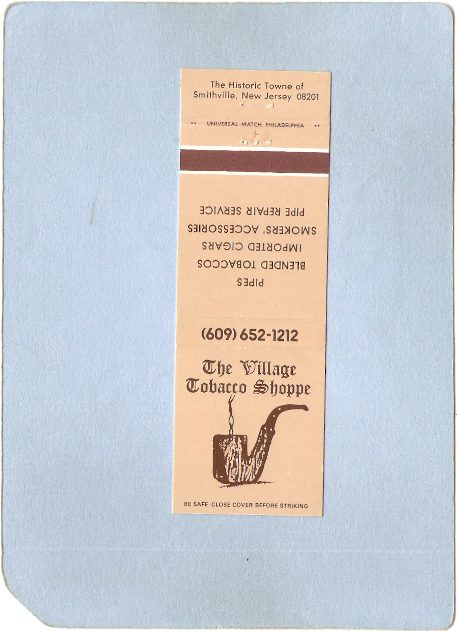 The Historic Towne of
Smithville, New Jersey 08201
UNIVERSAL MATCH, PHILADELPHIA
PIPES
BLENDED TOBACCOS
IMPORTED CIGARS
SMOKERS' ACCESSORIES
PIPE REPAIR SERVICE
(609) 652-1212
The Village
Tobacco Shoppe
BE SAFE CLOSE COVER BEFORE STRIKING